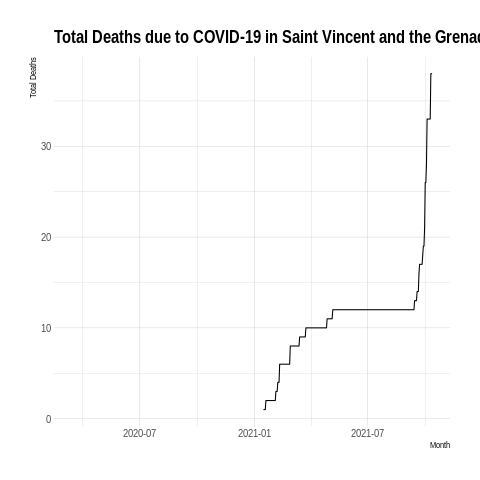 Total Deaths due to COVID-19 in Saint Vincent and the Grenad
Total Deaths
30
20
10
0
2020-07
2021-01
2021-07
Month